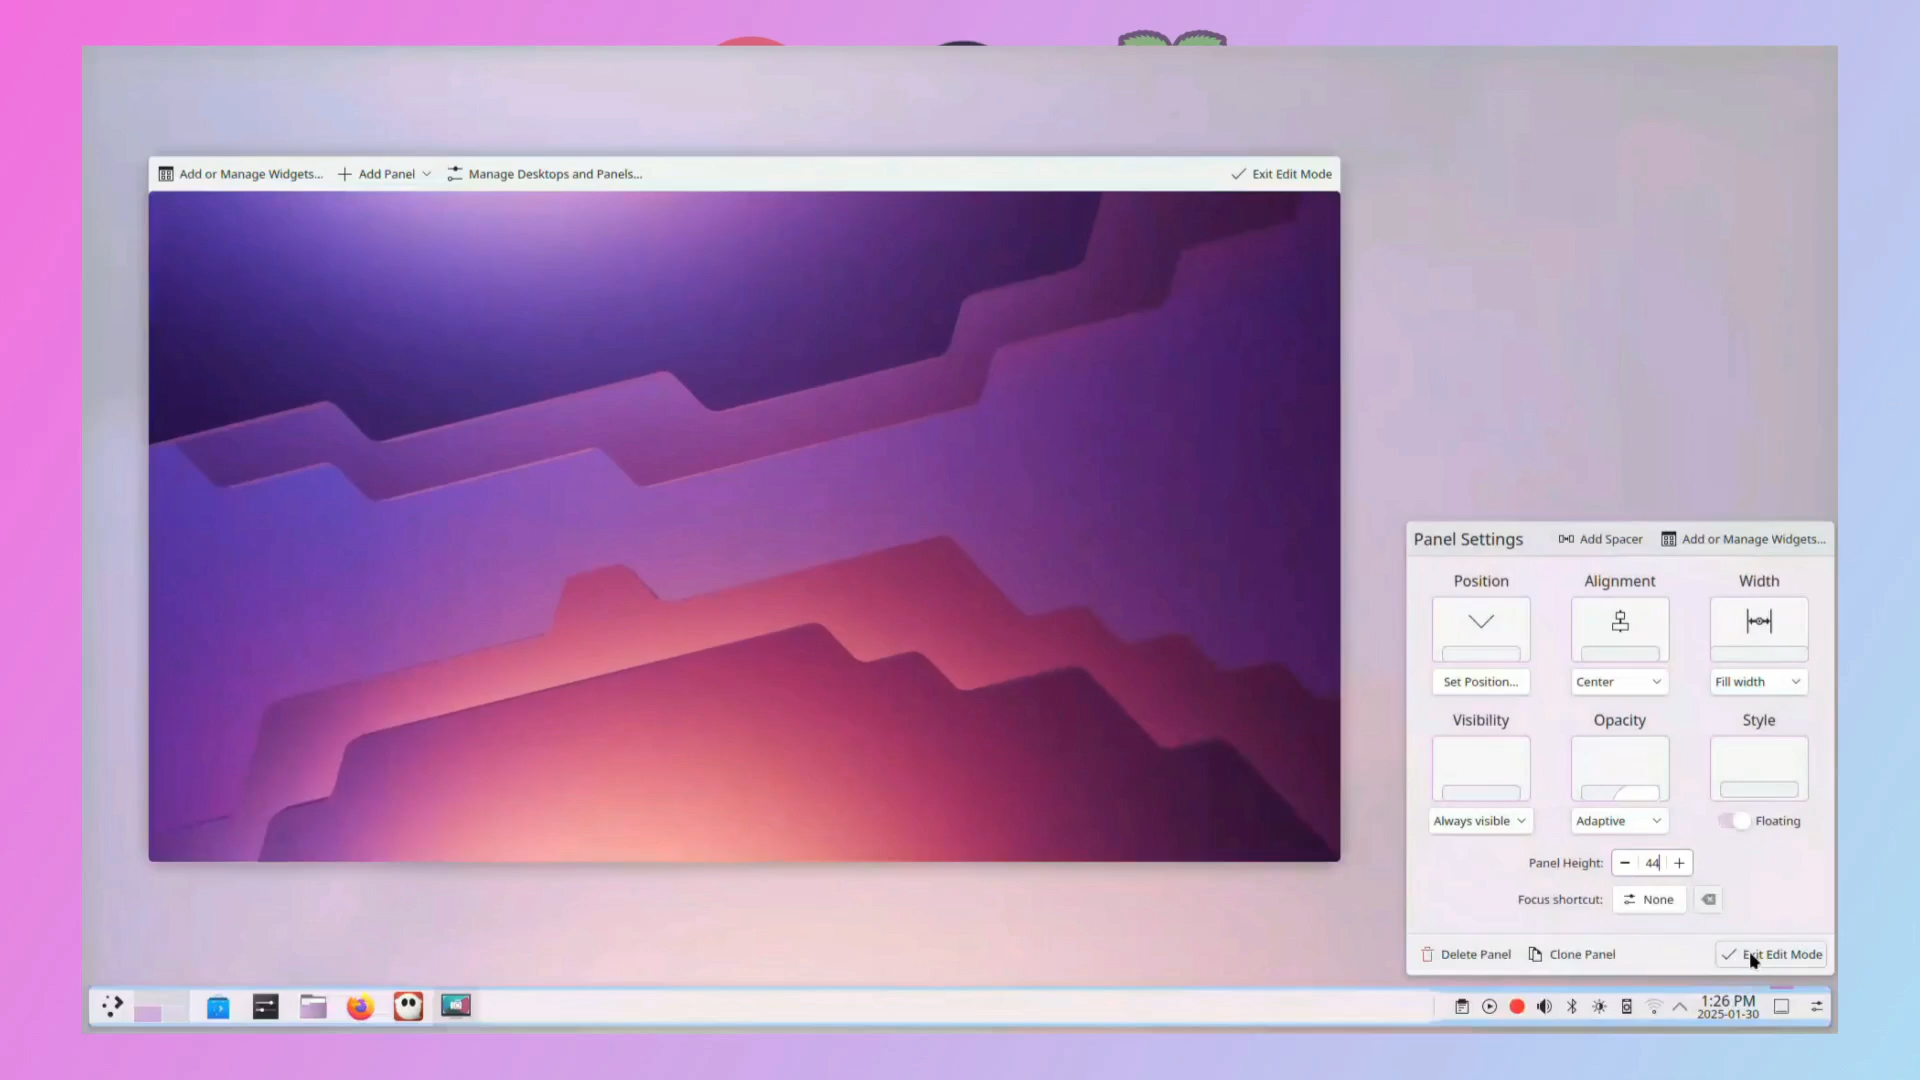 Add or Manage Widgets... Add Panel Manage Desktops and Panels... Exit Edit Mode
Panel Settings Add Spacer Add or Manage Widgets...
Position Alignment Width
Set Position... Center Fill width
Visibility Opacity Style
Always visible Adaptive Floating
Panel Height: 44
Focus shortcut: None
Delete Panel Clone Panel Exit Edit Mode
1:26 PM
2025-01-30